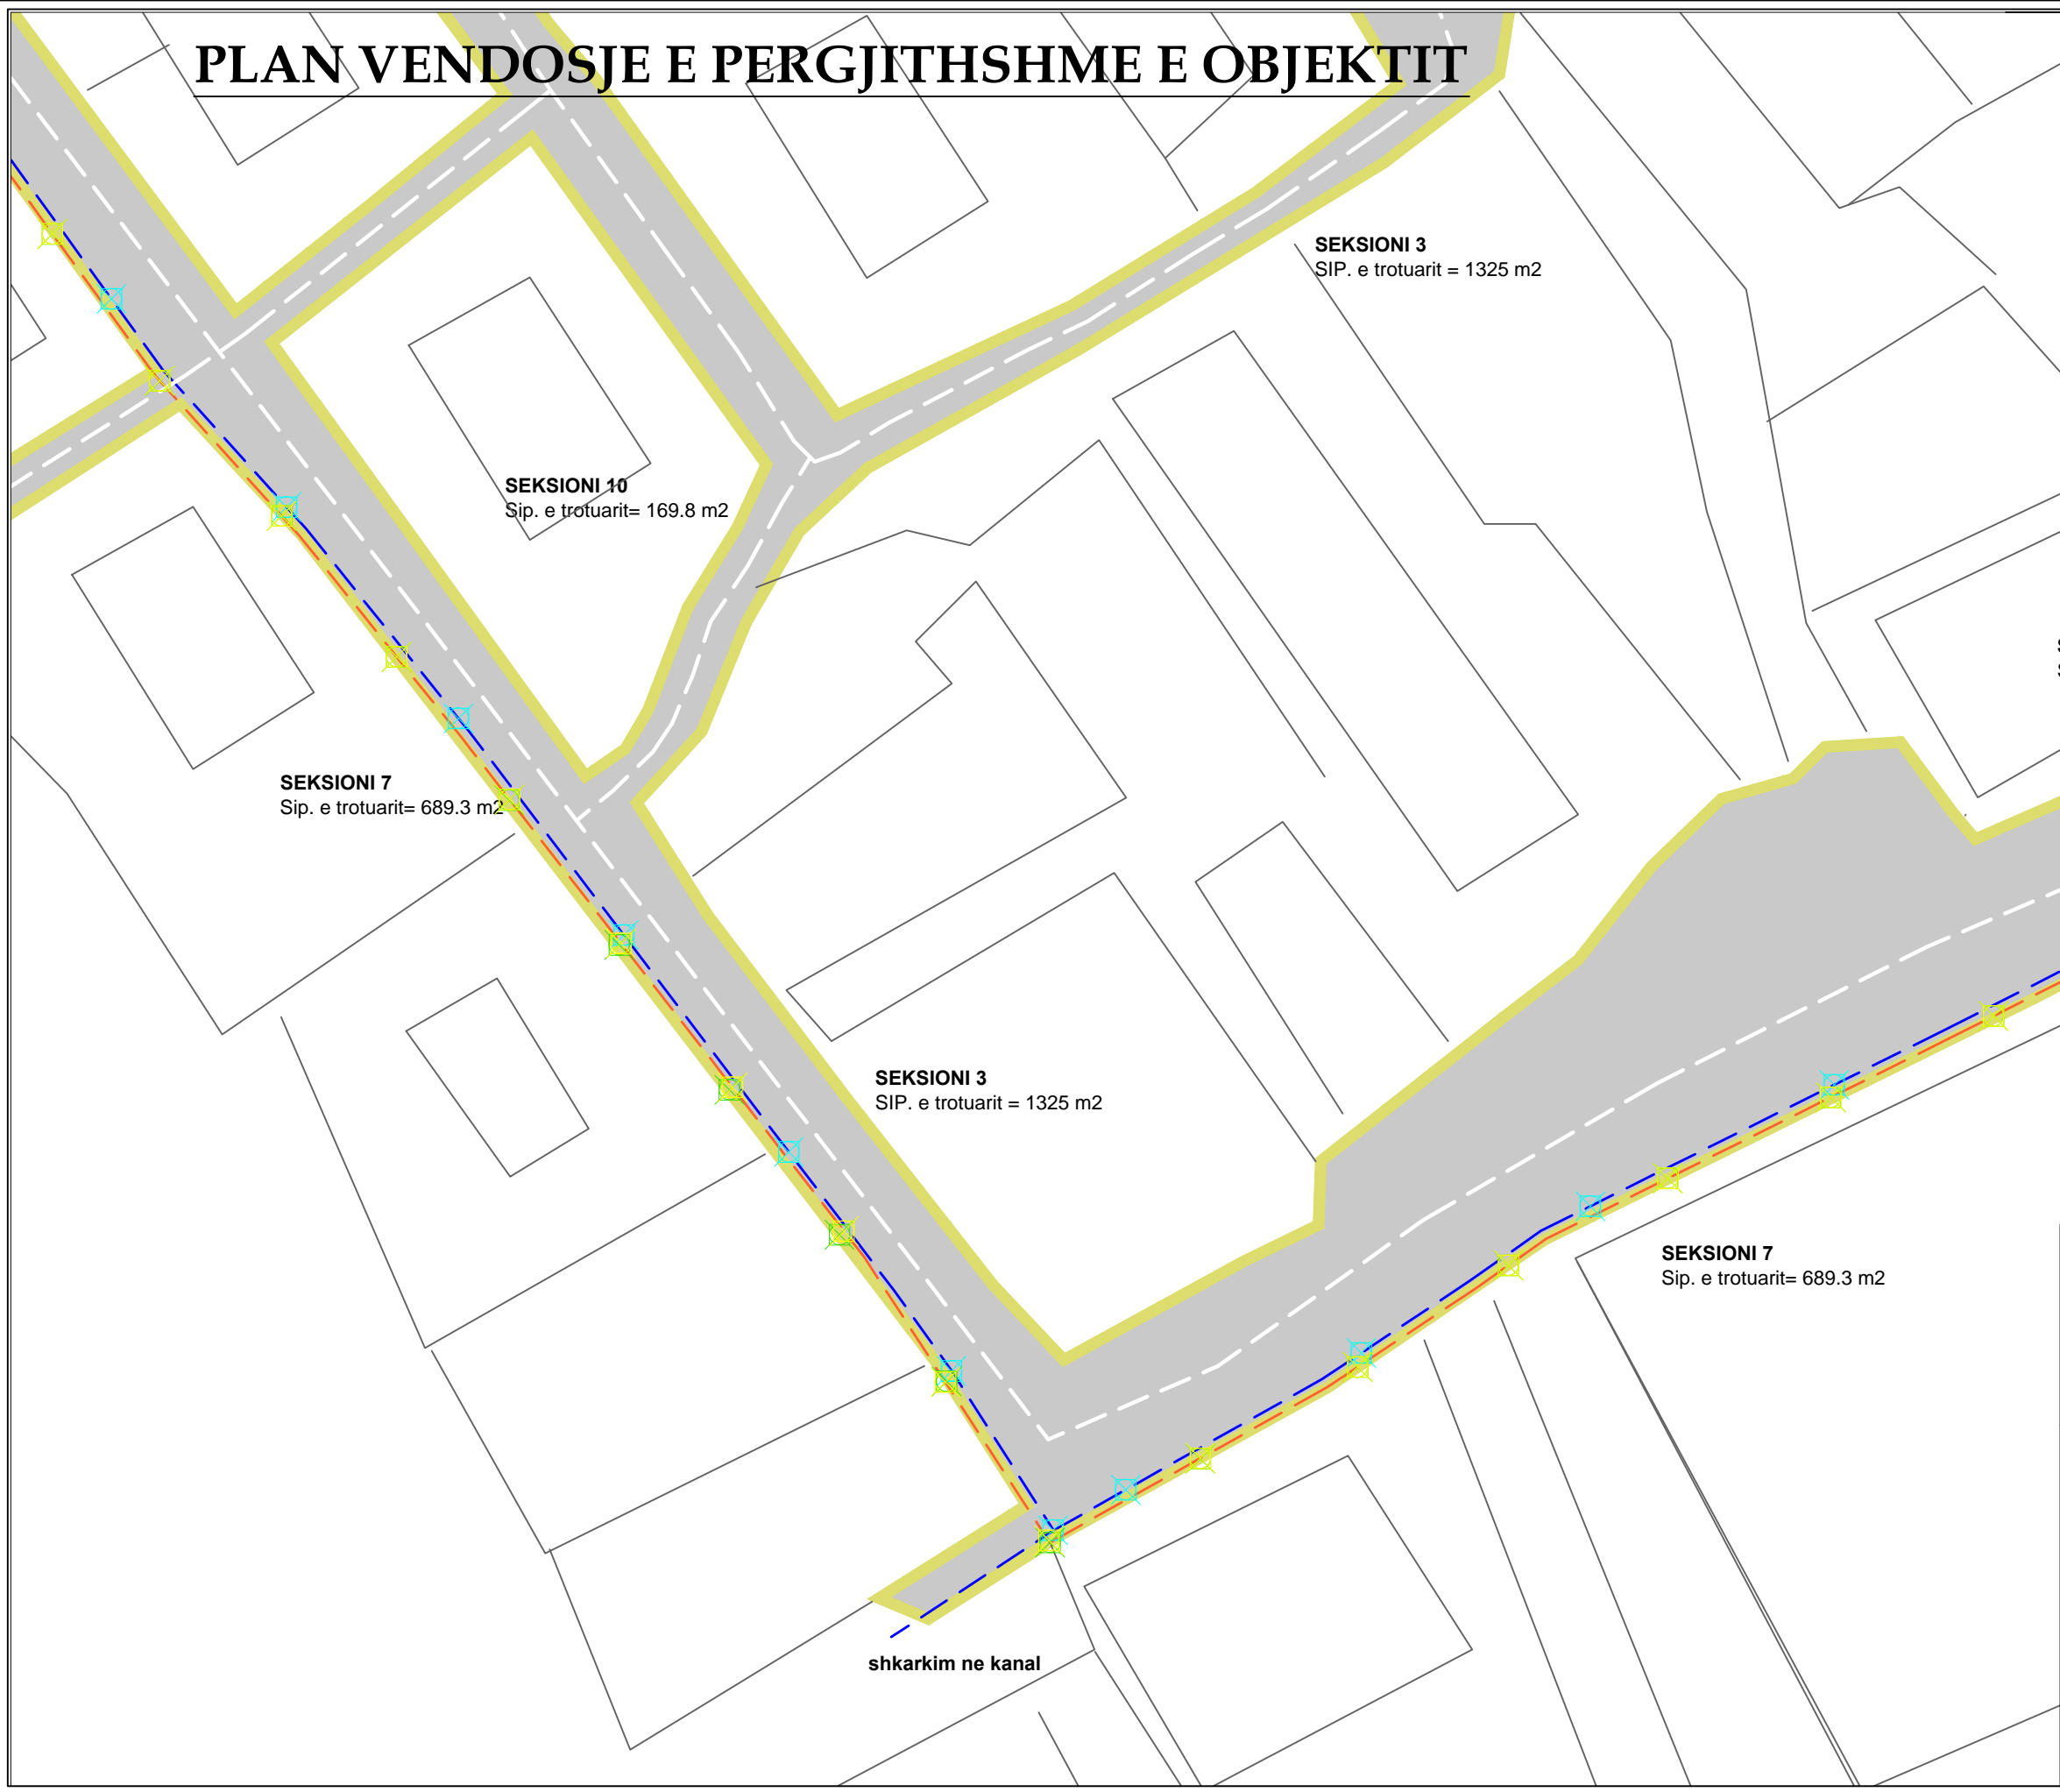 PLAN VENDOSJE E PERGJITHSHME E OBJEKTIT
SEKSIONI 3
SIP. e trotuarit = 1325 m2
SEKSIONI 10
Sip. e trotuarit= 169.8 m2
SEKSIONI 7
Sip. e trotuarit= 689.3 m2
SEKSIONI 3
SIP. e trotuarit = 1325 m2
SEKSIONI 7
Sip. e trotuarit= 689.3 m2
shkarkim ne kanal